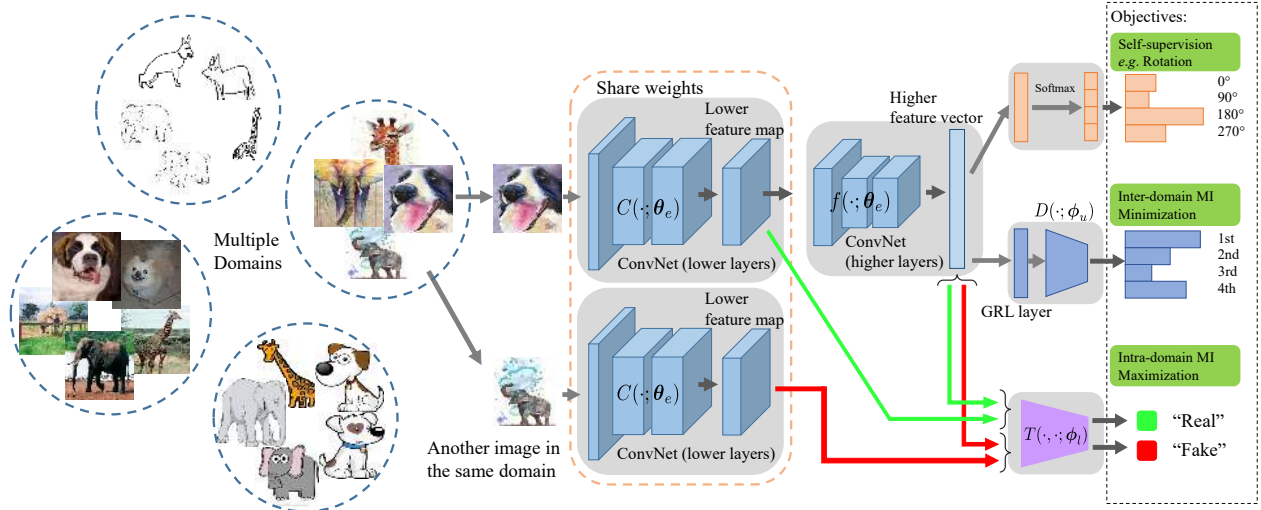 Objectives:
Self-supervision
e.g. Rotation
Softmax
0°
90°
180°
270°
Share weights
Lower
feature map
C(·;θe)
ConvNet (lower layers)
Higher
feature vector
f(·;θe)
ConvNet
(higher layers)
D(·;ϕu)
GRL layer
Inter-domain MI
Minimization
1st
2nd
3rd
4th
Multiple
Domains
Lower
feature map
C(·;θe)
ConvNet (lower layers)
Another image in
the same domain
Intra-domain MI
Maximization
T(·,·;ϕl)
“Real”
“Fake”